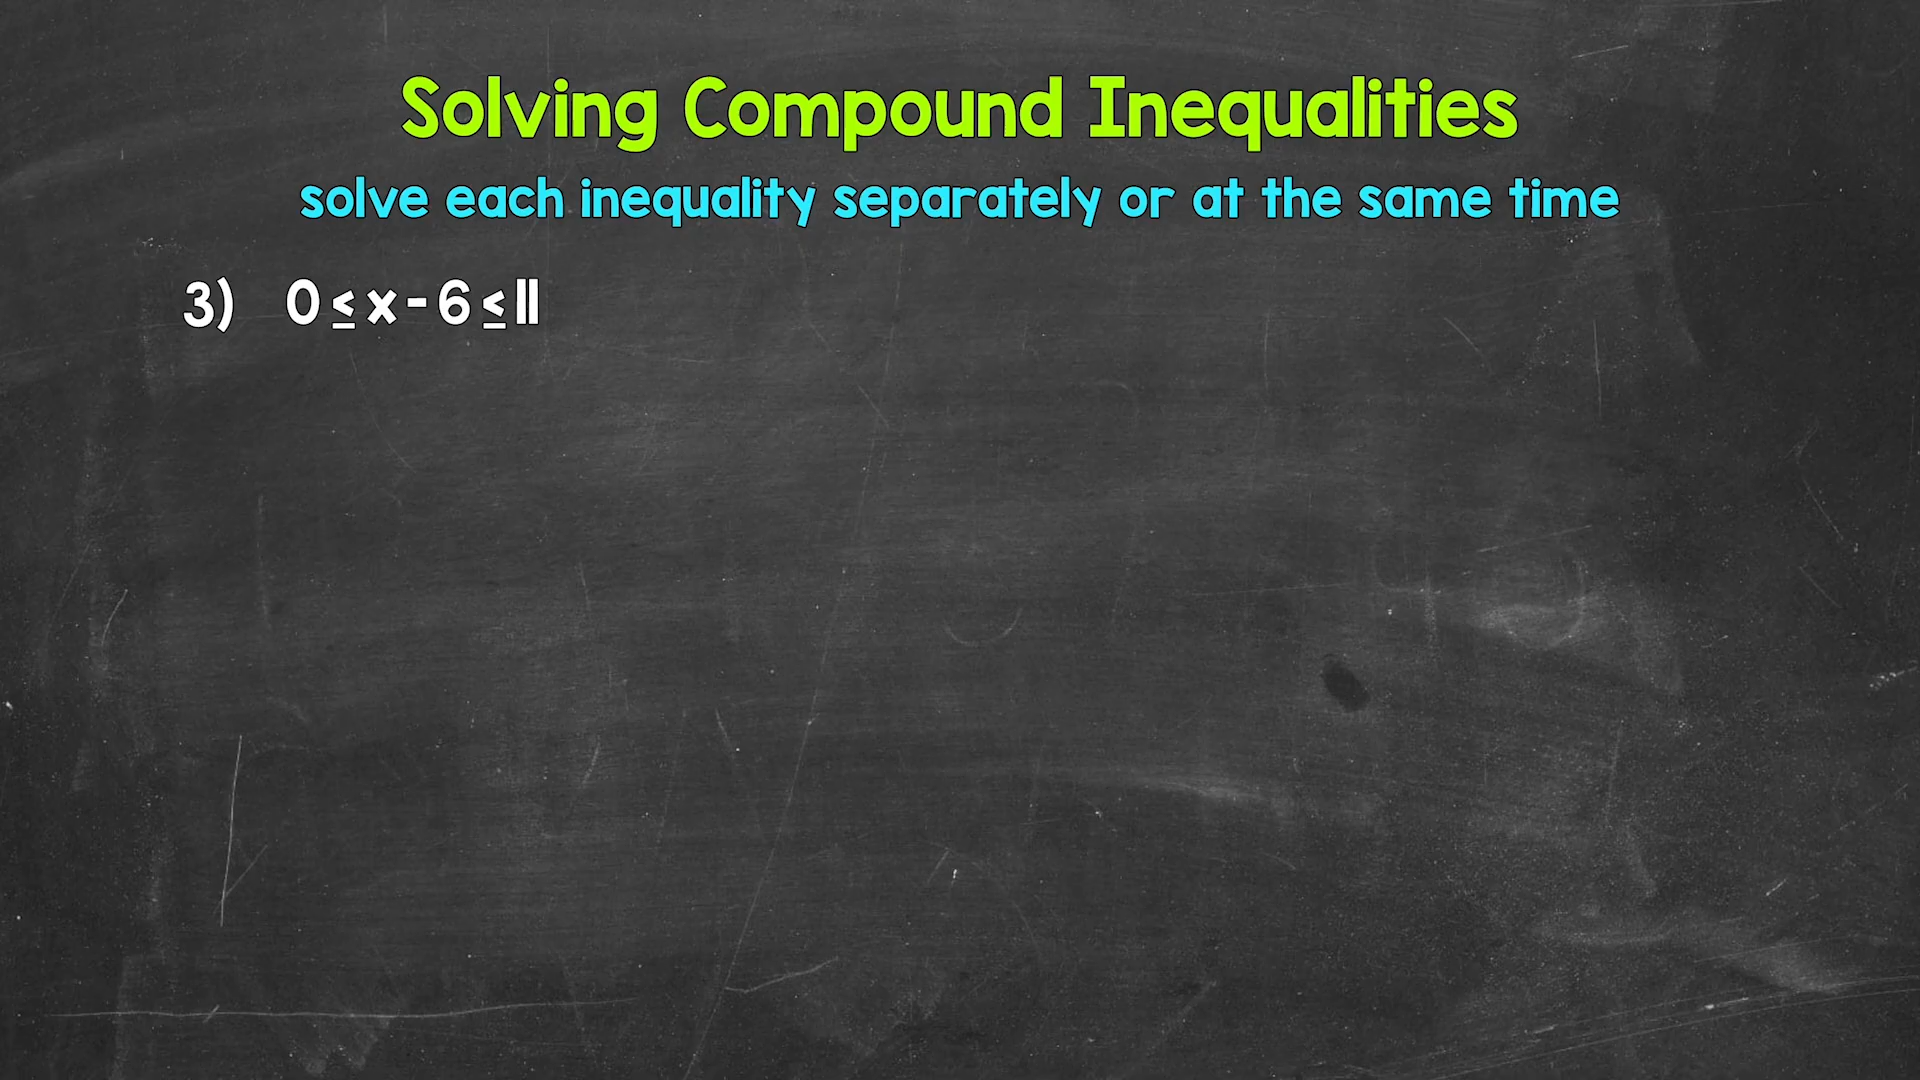 Solving Compound Inequalities
solve each inequality separately or at the same time
3) 0 ≤ x - 6 ≤ 11